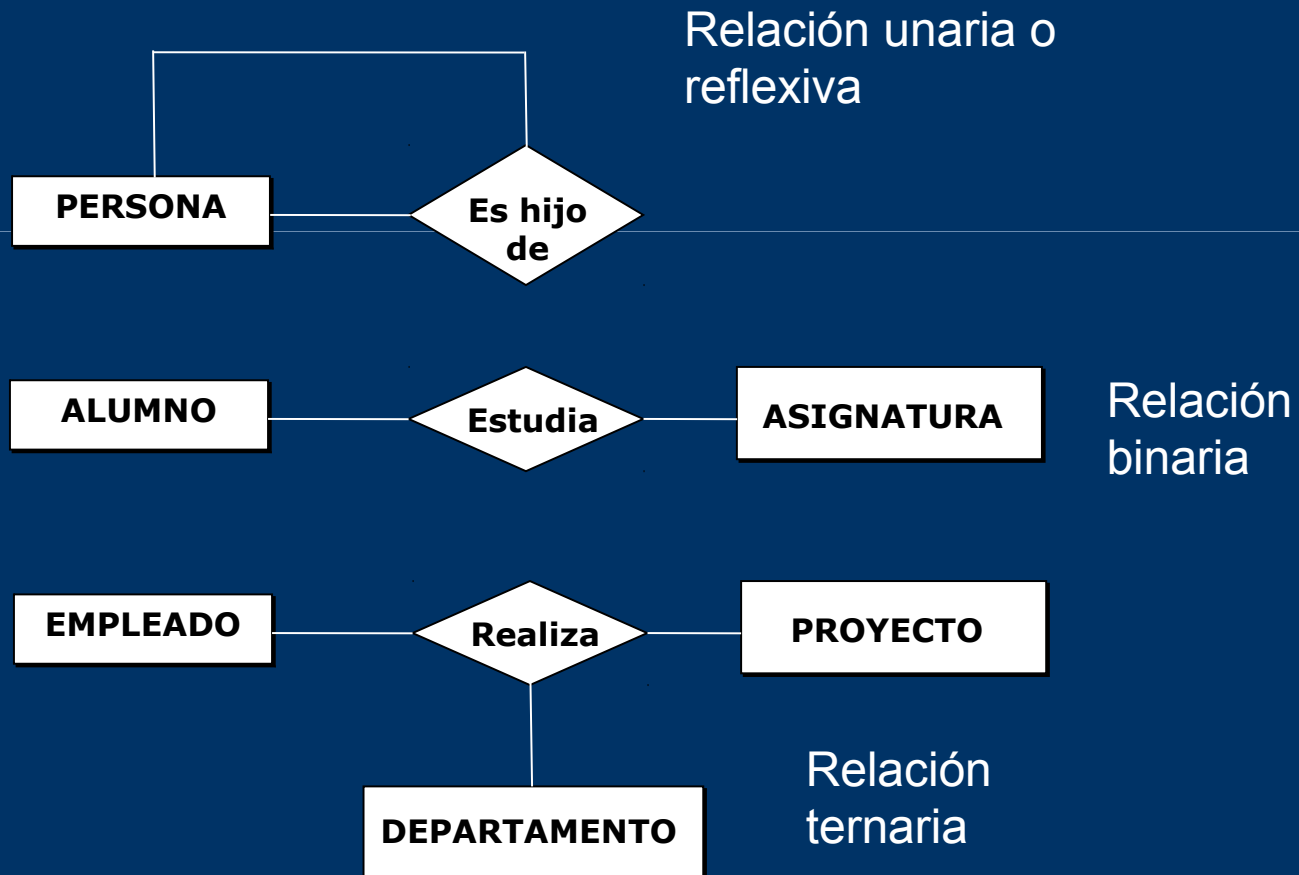 Relación unaria o
reflexiva
PERSONA
Es hijo
de
ALUMNO
Estudia
ASIGNATURA
Relación
binaria
EMPLEADO
Realiza
PROYECTO
DEPARTAMENTO
Relación
ternaria